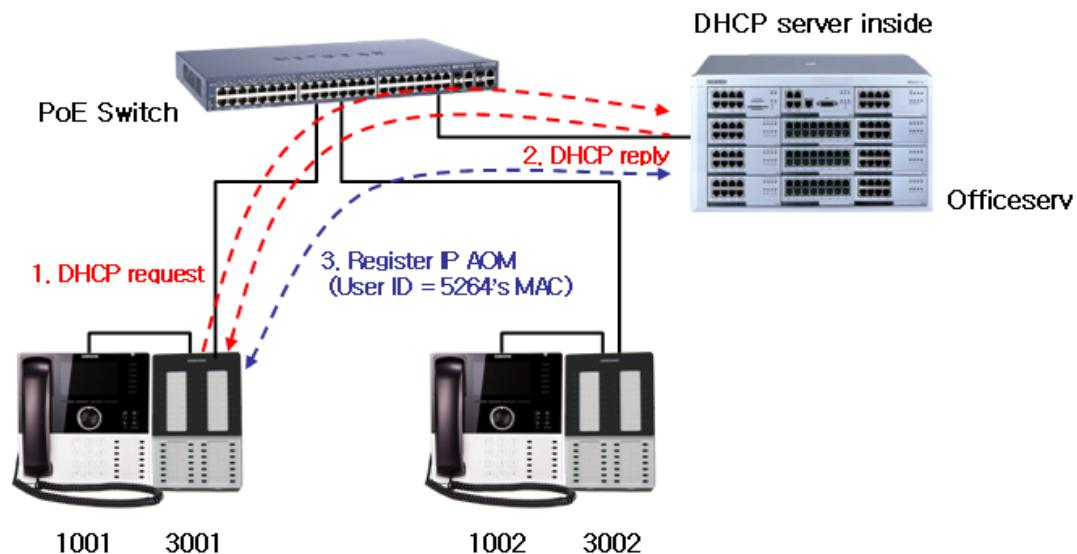 DHCP server inside
PoE Switch
2. DHCP reply
Officeserv
1. DHCP request
3. Register IP AOM
(User ID = 5264's MAC)
1001
3001
1002
3002